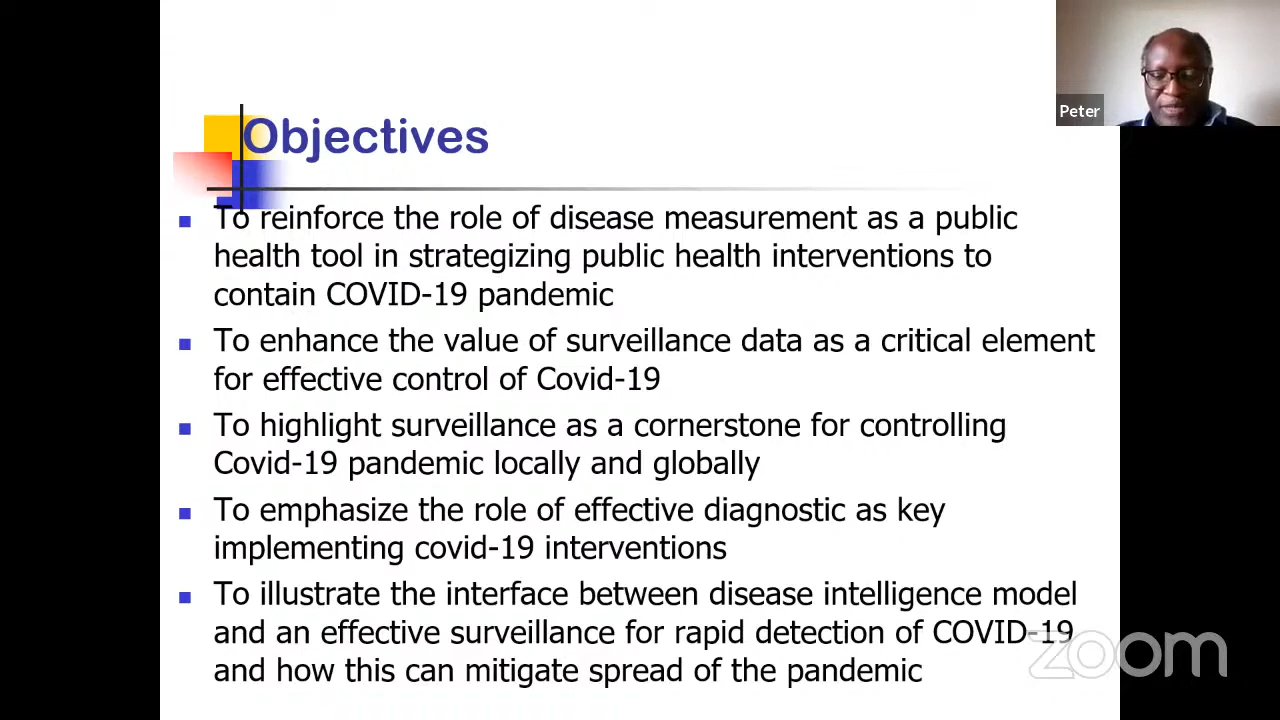 Peter
Objectives
To reinforce the role of disease measurement as a public
health tool in strategizing public health interventions to
contain COVID-19 pandemic
To enhance the value of surveillance data as a critical element
for effective control of Covid-19
To highlight surveillance as a cornerstone for controlling
Covid-19 pandemic locally and globally
To emphasize the role of effective diagnostic as key
implementing covid-19 interventions
To illustrate the interface between disease intelligence model
and an effective surveillance for rapid detection of COVID-19
and how this can mitigate spread of the pandemic
zoom